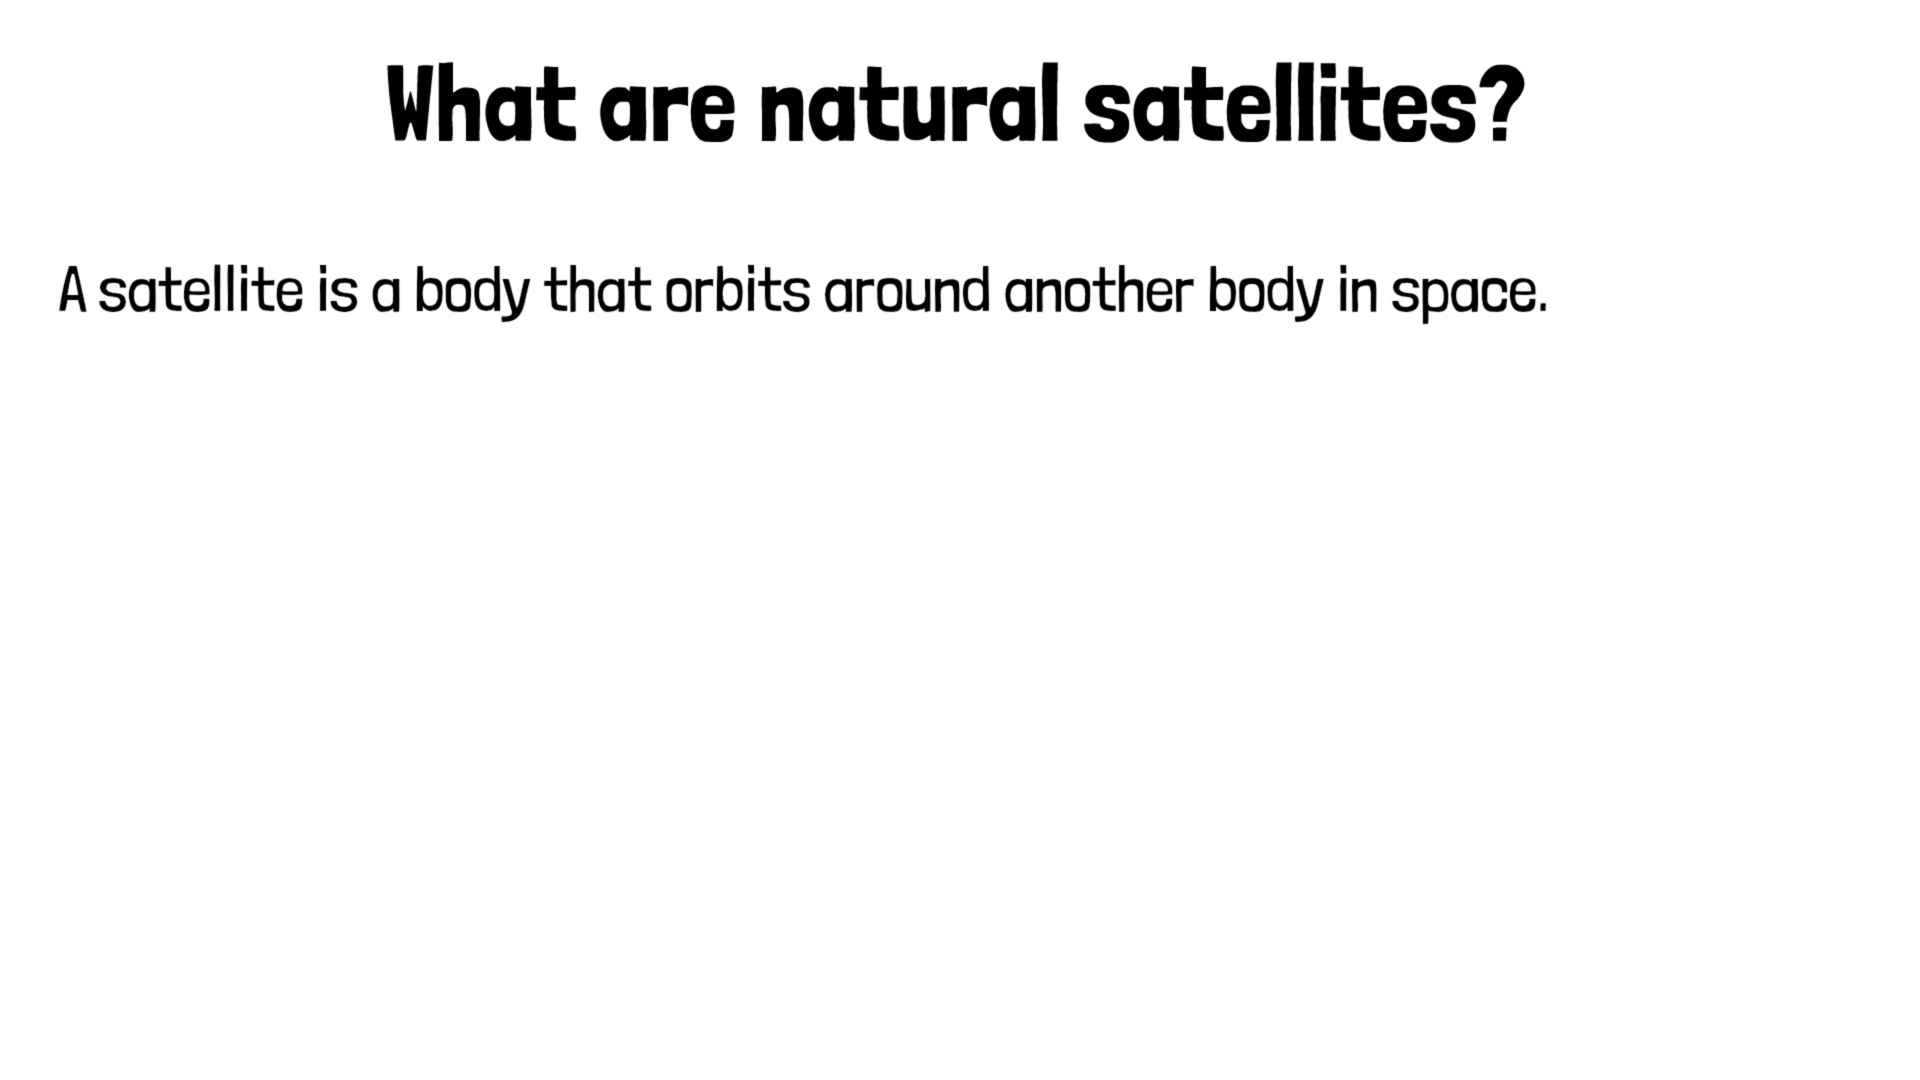 What are natural satellites?
A satellite is a body that orbits around another body in space.